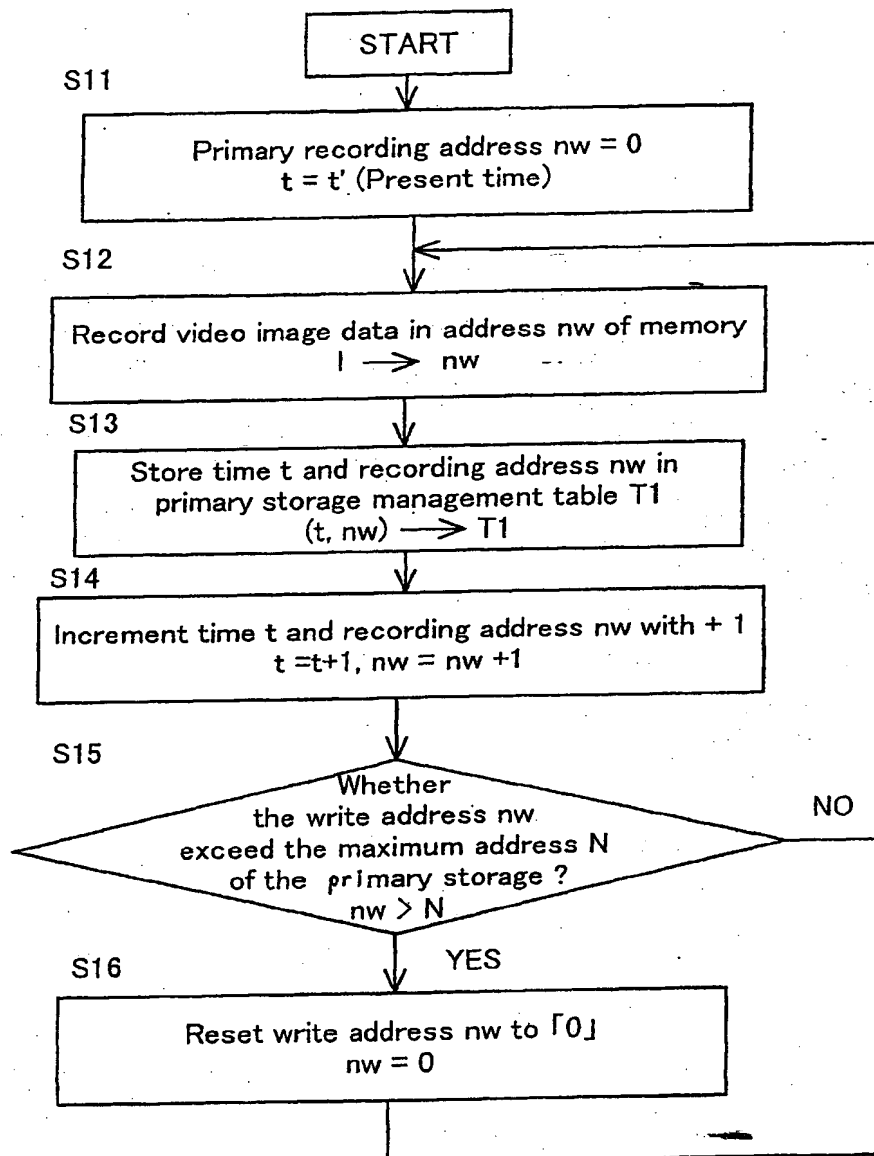 START
S11
Primary recording address nw = 0
t = t' (Present time)
S12
Record video image data in address nw of memory
I → nw
S13
Store time t and recording address nw in
primary storage management table T1
(t, nw) → T1
S14
Increment time t and recording address nw with + 1
t =t+1, nw = nw +1
S15
Whether
the write address nw
exceed the maximum address N
of the primary storage ?
nw > N
NO
YES
S16
Reset write address nw to 「0」
nw = 0